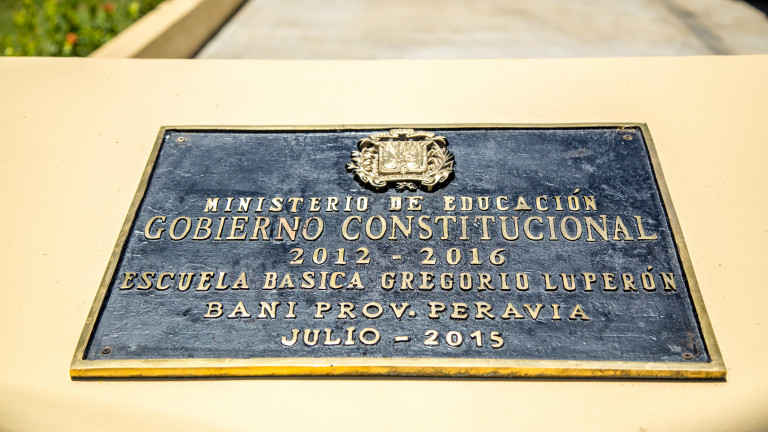 MINISTERIO DE EDUCACIÓN
GOBIERNO CONSTITUCIONAL
2012 - 2016
ESCUELA BASICA GREGORIO LUPERÓN
BANI PROV. PERAVIA
JULIO - 2015